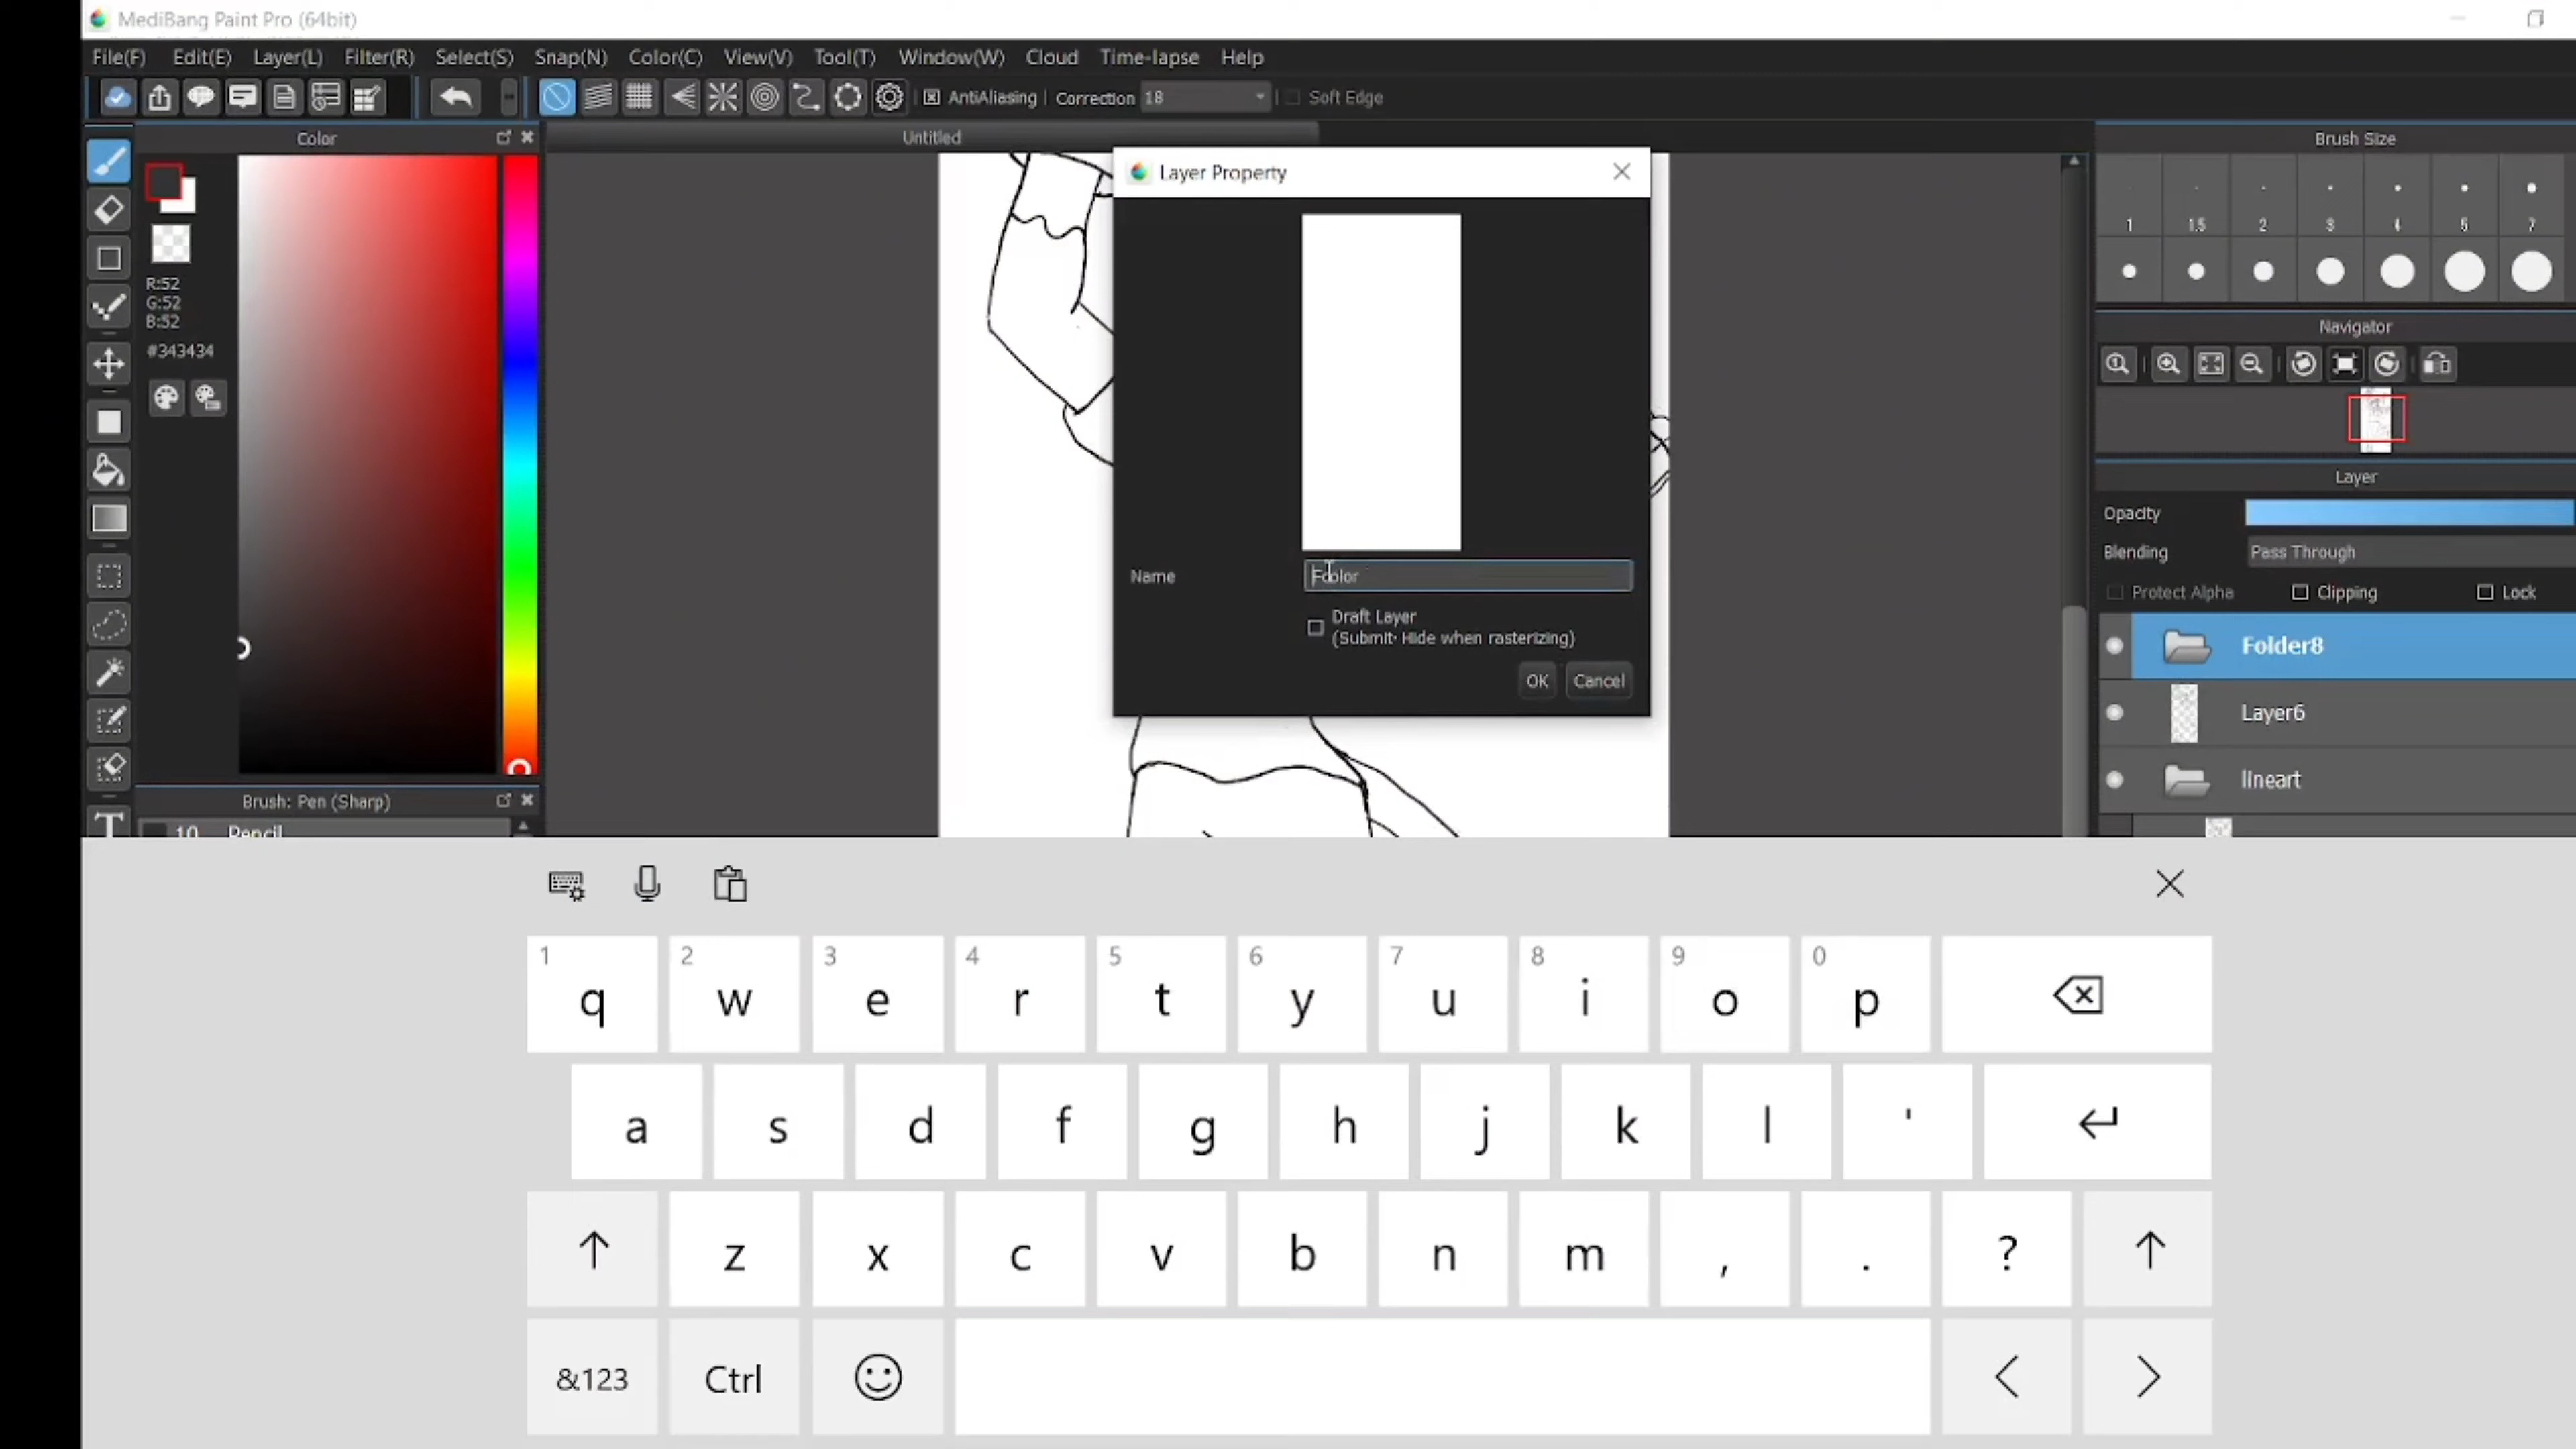 MediBang Paint Pro (64bit)
File(F) Edit(E) Layer(L) Filter(R) Select(S) Snap(N) Color(C) View(V) Tool(T) Window(W) Cloud Time-lapse Help
AntiAliasing Correction 18 Soft Edge
Color
Untitled
Brush Size
Layer Property
1 1.5 2 3 4 5 7
R:52
G:52
B:52
#343434
Navigator
Layer
Opacity
Blending Pass Through
Protect Alpha Clipping Lock
Name Fcolor
Draft Layer
(Submit· Hide when rasterizing)
OK Cancel
Folder8
Layer6
lineart
Brush: Pen (Sharp)
T
10 Pencil
1 2 3 4 5 6 7 8 9 0
q w e r t y u i o p
a s d f g h j k l '
z x c v b n m , . ?
&123 Ctrl